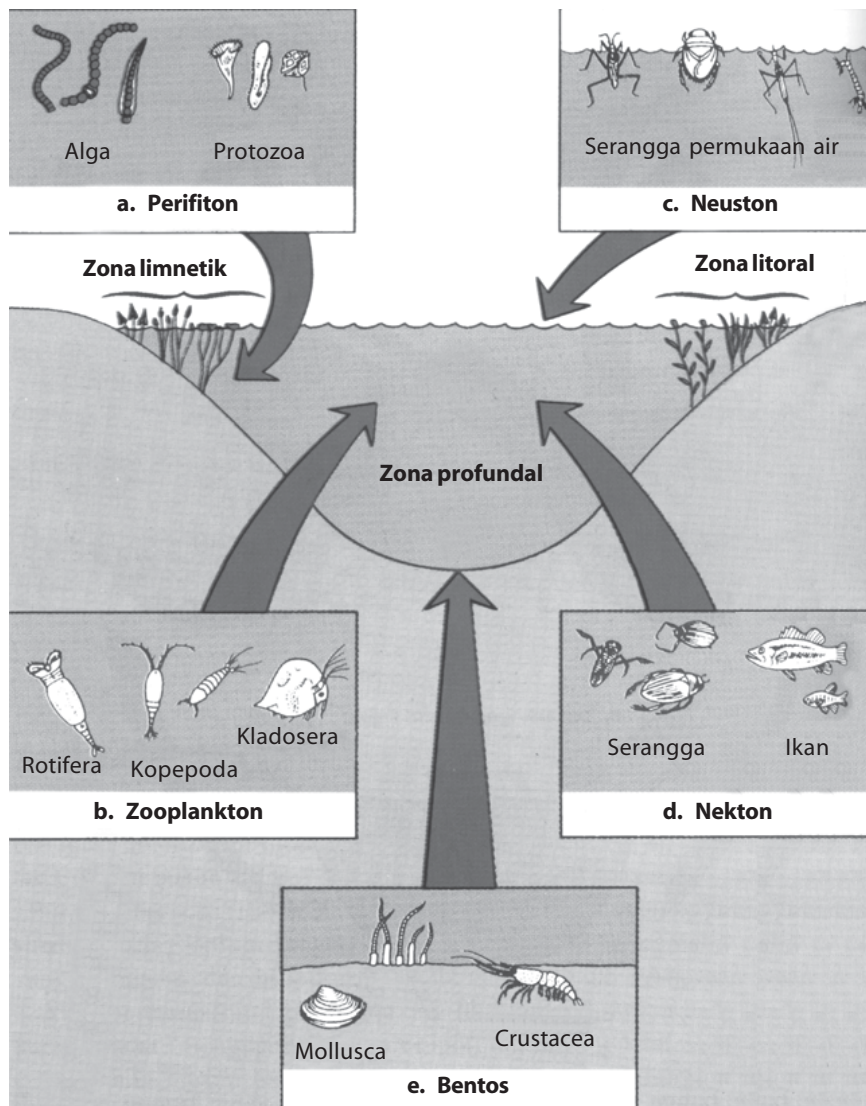 Alga
Protozoa
a. Perifiton
Serangga permukaan air
c. Neuston
Zona limnetik
Zona litoral
Zona profundal
Rotifera
Kopepoda
Kladosera
b. Zooplankton
Serangga
Ikan
d. Nekton
Mollusca
Crustacea
e. Bentos